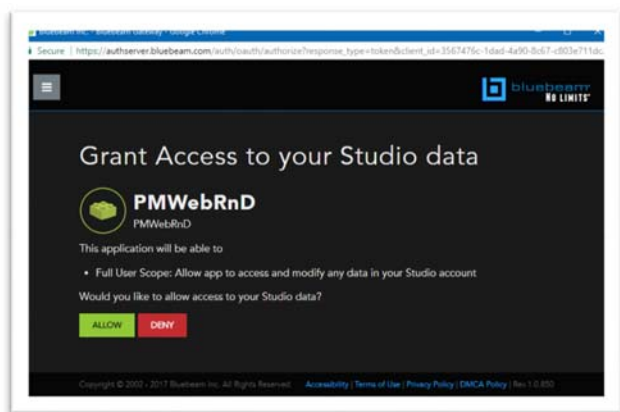 Bluebeam Inc. - Bluebeam Gateway - Google Chrome
Secure | https://authserver.bluebeam.com/auth/oauth/authorize?response_type=token&client_id=3567476c-1dad-4a90-8c67-c803e711dc
bluebeam
No LIMITS
Grant Access to your Studio data
PMWebRnD
PMWebRnD
This application will be able to
• Full User Scope: Allow app to access and modify any data in your Studio account
Would you like to allow access to your Studio data?
ALLOW DENY
Copyright © 2002 - 2017 Bluebeam Inc. All Rights Reserved. Accessibility | Terms of Use | Privacy Policy | DMCA Policy | Rev.1.0.850